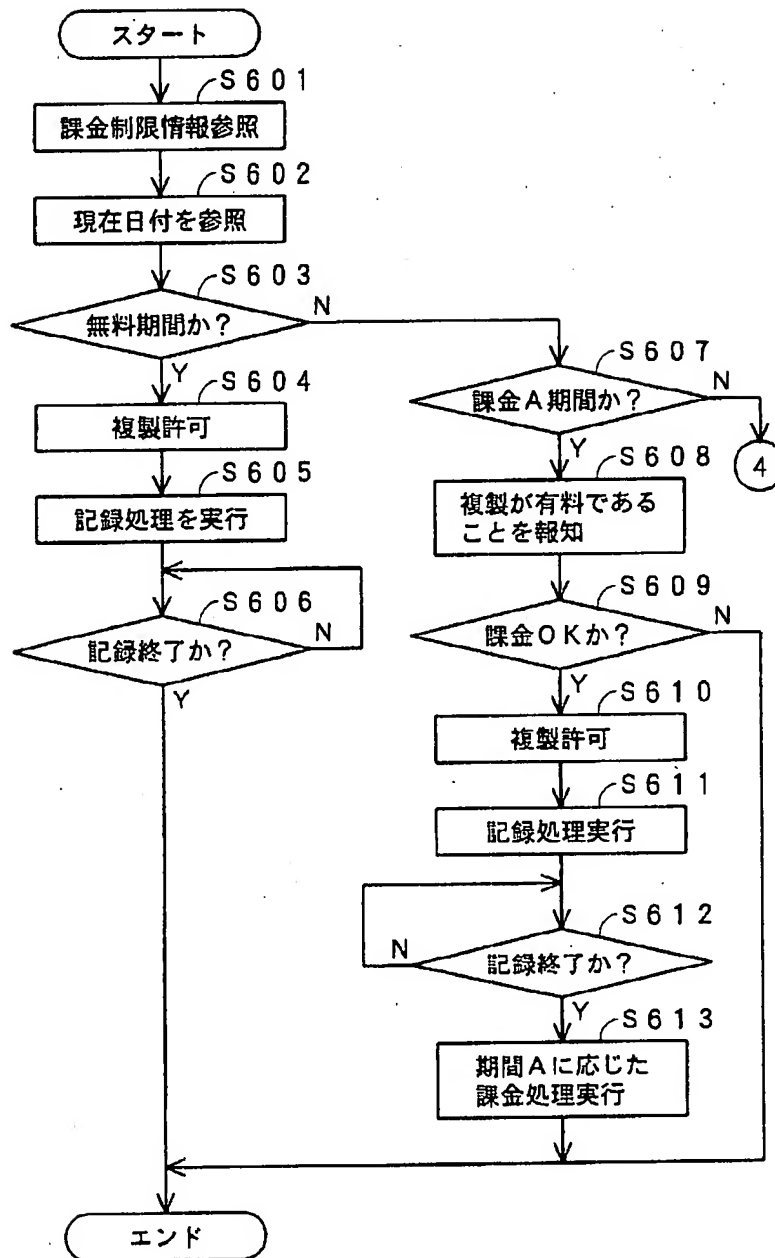 スタート
S601
課金制限情報参照
S602
現在日付を参照
S603
無料期間か？
N
Y
S604
複製許可
S605
記録処理を実行
S606
記録終了か？
N
Y
S607
課金A期間か？
N
4
Y
S608
複製が有料である
ことを報知
S609
課金OKか？
N
Y
S610
複製許可
S611
記録処理実行
S612
記録終了か？
N
Y
S613
期間Aに応じた
課金処理実行
エンド